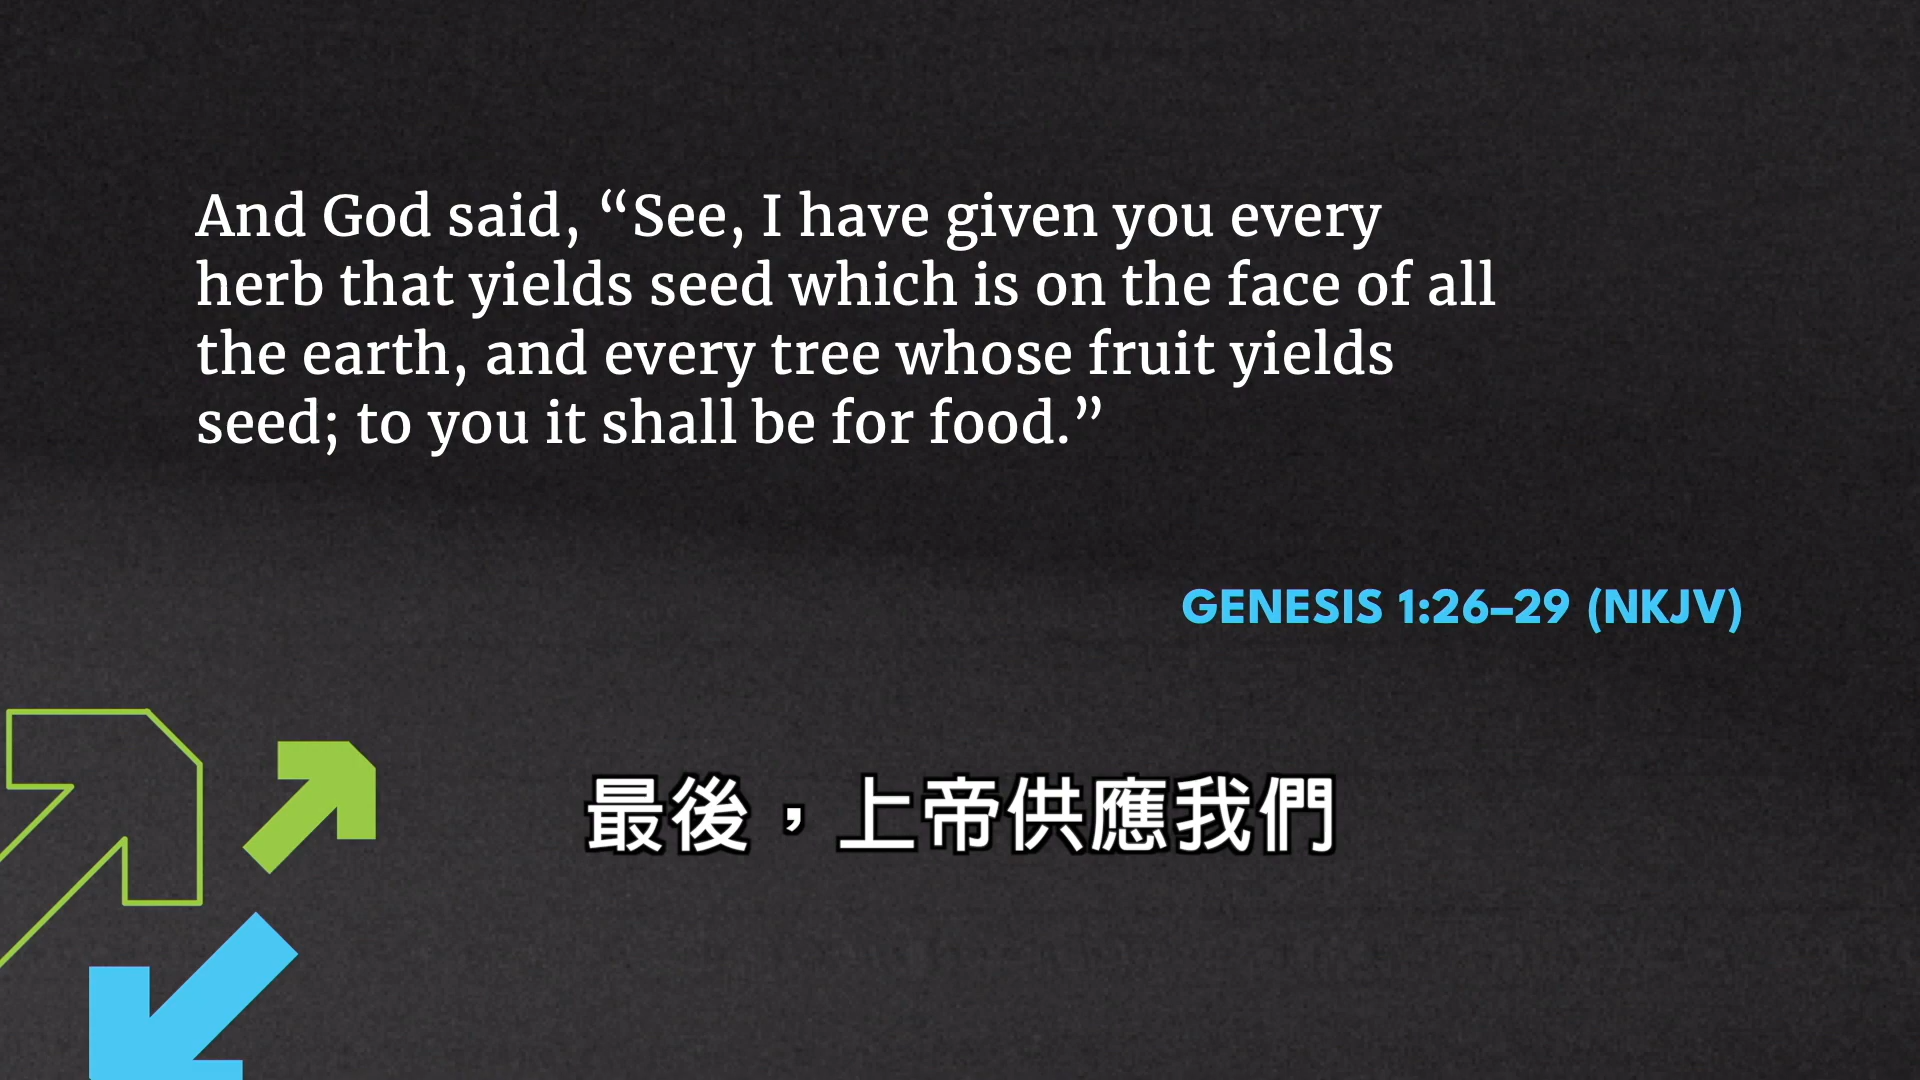 And God said, “See, I have given you every
herb that yields seed which is on the face of all
the earth, and every tree whose fruit yields
seed; to you it shall be for food.”
GENESIS 1:26–29 (NKJV)
最後，上帝供應我們